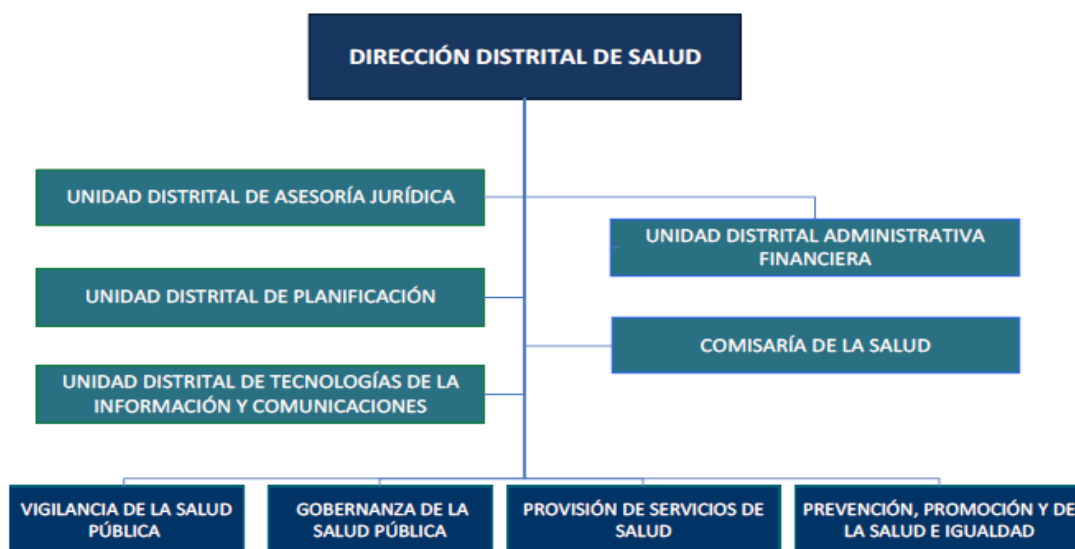 DIRECCIÓN DISTRITAL DE SALUD
UNIDAD DISTRITAL DE ASESORÍA JURÍDICA
UNIDAD DISTRITAL ADMINISTRATIVA
FINANCIERA
UNIDAD DISTRITAL DE PLANIFICACIÓN
COMISARÍA DE LA SALUD
UNIDAD DISTRITAL DE TECNOLOGÍAS DE LA
INFORMACIÓN Y COMUNICACIONES
VIGILANCIA DE LA SALUD
PÚBLICA
GOBERNANZA DE LA
SALUD PÚBLICA
PROVISIÓN DE SERVICIOS DE
SALUD
PREVENCIÓN, PROMOCIÓN Y DE
LA SALUD E IGUALDAD